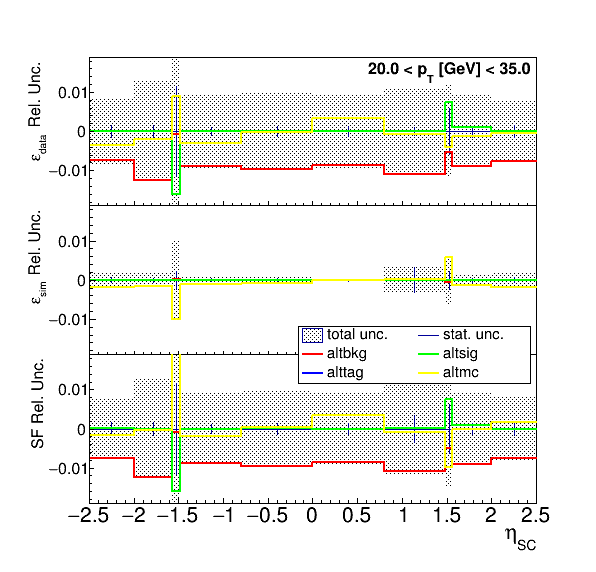 20.0 < p_T [GeV] < 35.0
ε_data Rel. Unc.
0.01
0
−0.01
ε_sim Rel. Unc.
0.01
0
−0.01
total unc. stat. unc.
altbkg altsig
alttag altmc
SF Rel. Unc.
0.01
0
−0.01
−2.5 −2 −1.5 −1 −0.5 0 0.5 1 1.5 2 2.5
η_SC